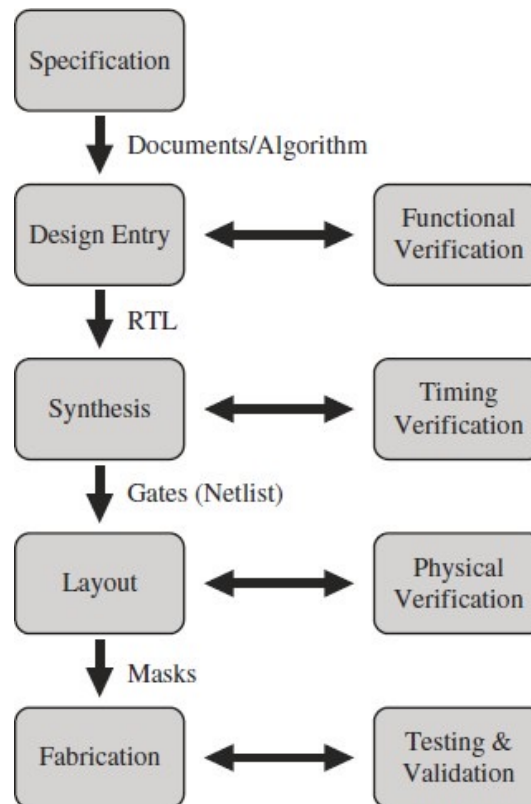 Specification
Documents/Algorithm
Design Entry
Functional
Verification
RTL
Synthesis
Timing
Verification
Gates (Netlist)
Layout
Physical
Verification
Masks
Fabrication
Testing &
Validation